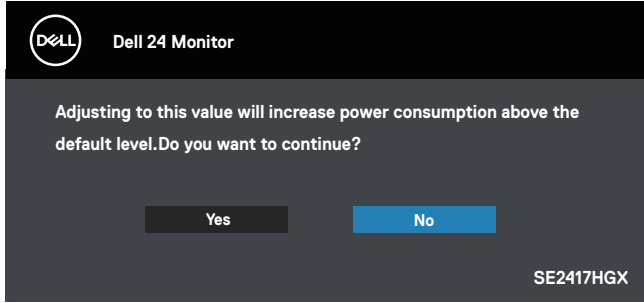 DELL
Dell 24 Monitor
Adjusting to this value will increase power consumption above the
default level.Do you want to continue?
Yes
No
SE2417HGX